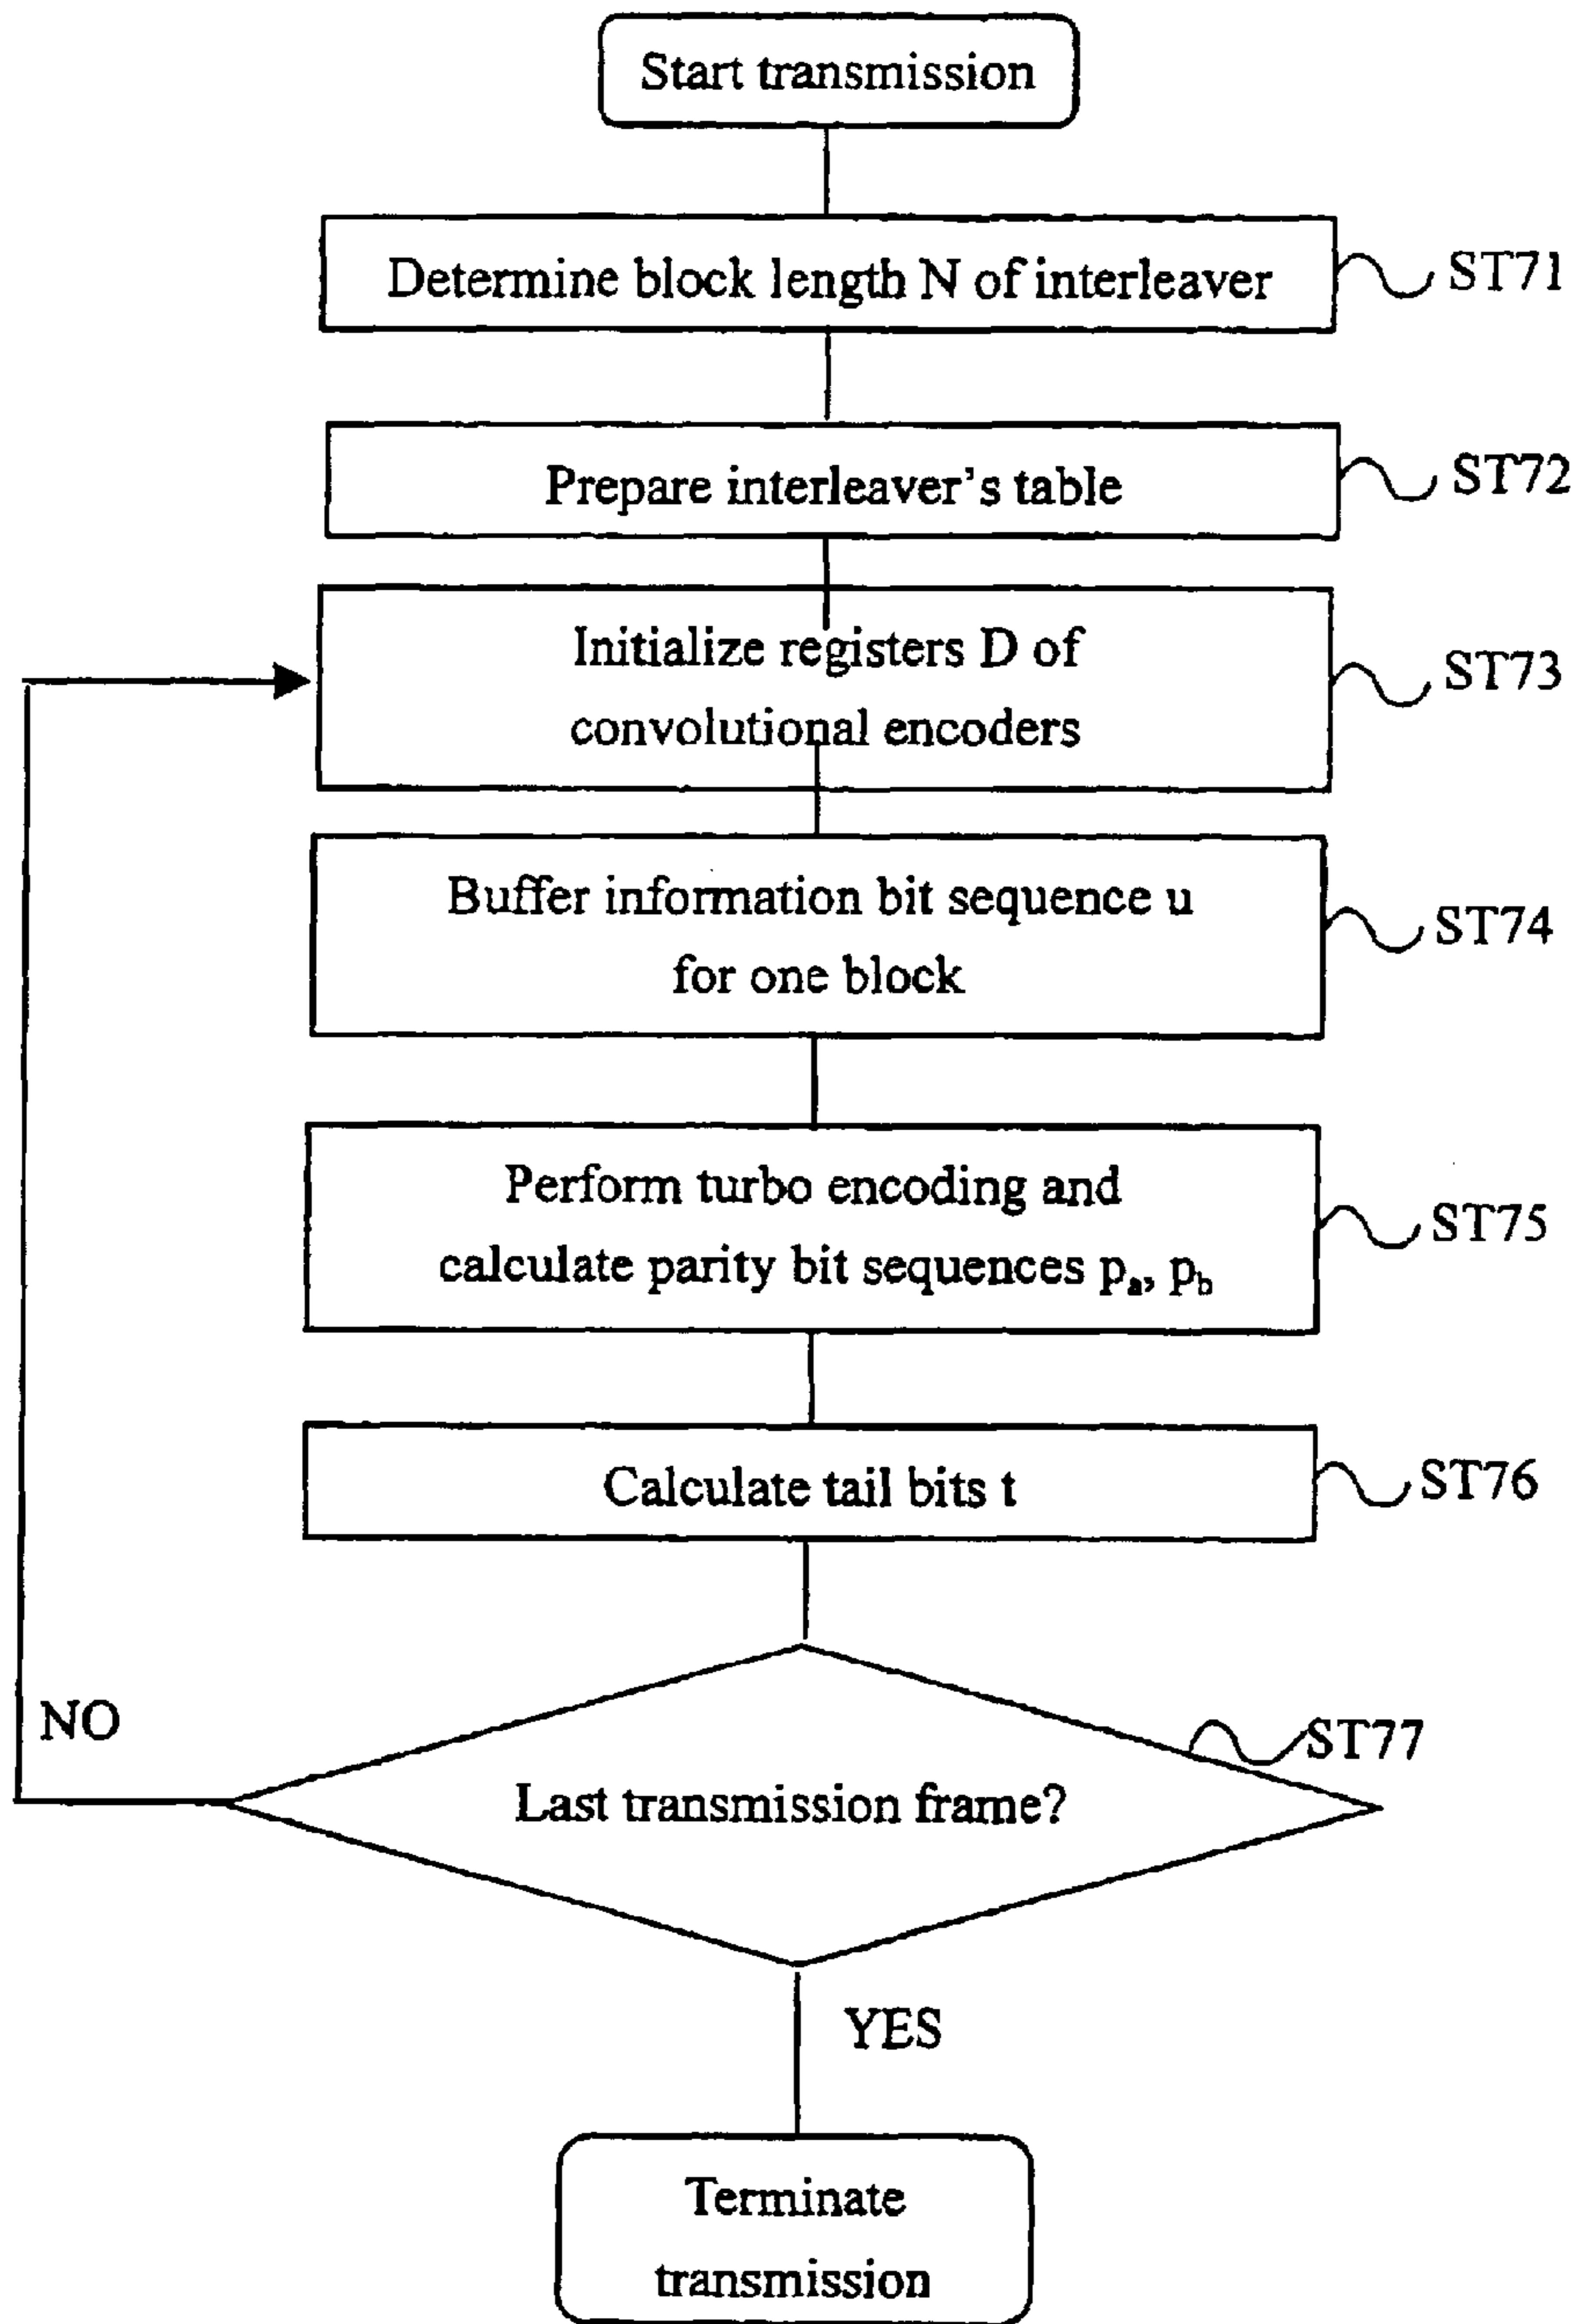 Start transmission
Determine block length N of interleaver
ST71
Prepare interleaver's table
ST72
Initialize registers D of
convolutional encoders
ST73
Buffer information bit sequence u
for one block
ST74
Perform turbo encoding and
calculate parity bit sequences pₐ, p_b
ST75
Calculate tail bits t
ST76
NO
ST77
Last transmission frame?
YES
Terminate
transmission